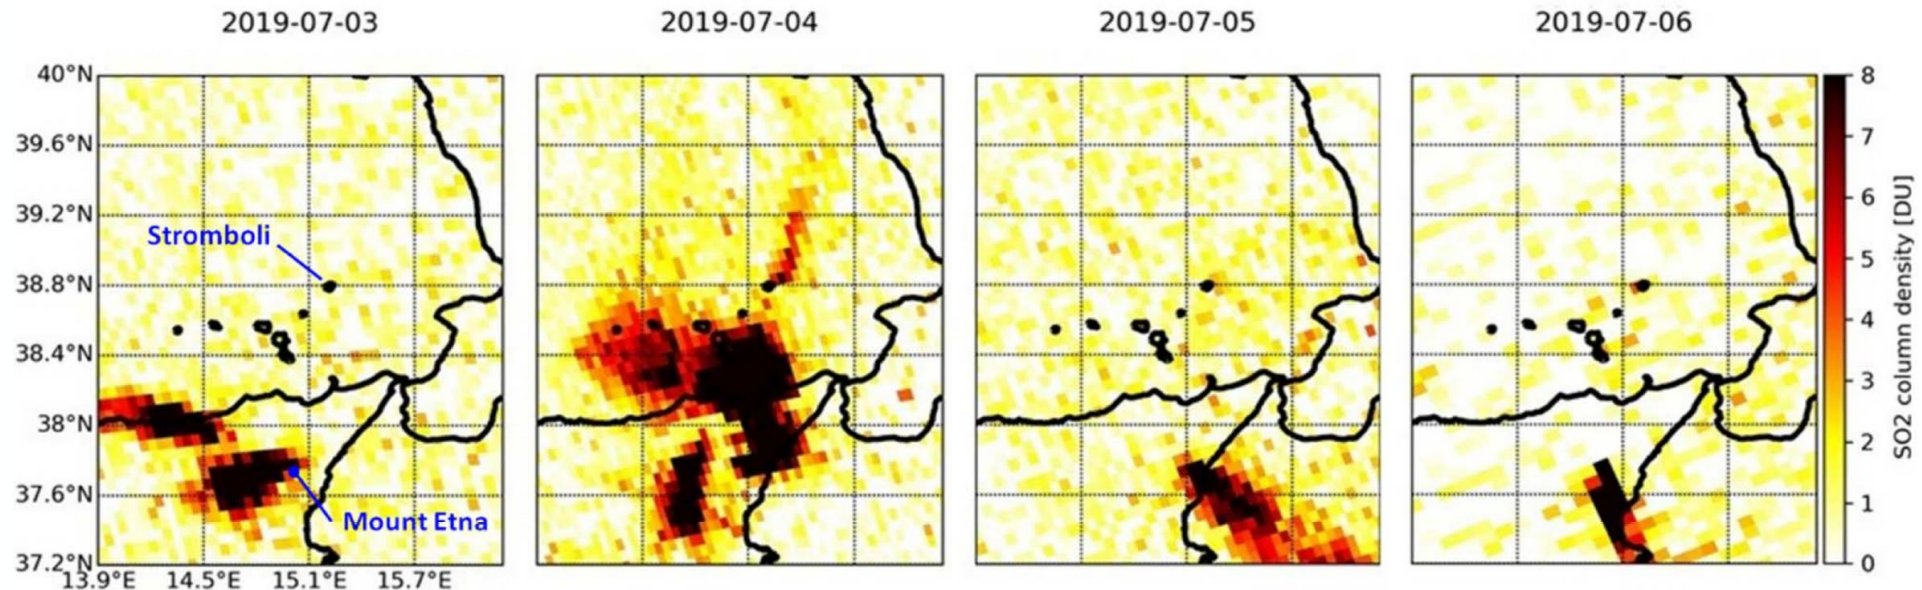 2019-07-03 2019-07-04 2019-07-05 2019-07-06
40°N
39.6°N
39.2°N
Stromboli
38.8°N
38.4°N
38°N
37.6°N
Mount Etna
37.2°N
13.9°E 14.5°E 15.1°E 15.7°E
8
7
6
5
4
3
2
1
0
SO2 column density [DU]